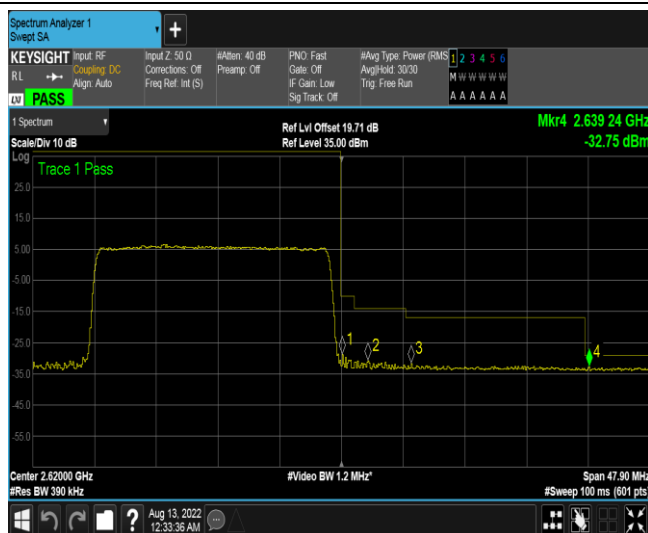 Spectrum Analyzer 1
Swept SA
+
KEYSIGHT Input: RF
RL
Coupling: DC
Align: Auto
LXI PASS
Input Z: 50 Ω
Corrections: Off
Freq Ref: Int (S)
#Atten: 40 dB
Preamp: Off
PNO: Fast
Gate: Off
IF Gain: Low
Sig Track: Off
#Avg Type: Power (RMS
Avg|Hold: 30/30
Trig: Free Run
1 2 3 4 5 6
M W W W W W
A A A A A A
1 Spectrum
Scale/Div 10 dB
Ref Lvl Offset 19.71 dB
Ref Level 35.00 dBm
Mkr4 2.639 24 GHz
-32.75 dBm
Log
Trace 1 Pass
25.0
15.0
5.00
-5.00
-15.0
-25.0
-35.0
-45.0
-55.0
1
2
3
4
Center 2.62000 GHz
#Res BW 390 kHz
#Video BW 1.2 MHz*
Span 47.90 MHz
#Sweep 100 ms (601 pts)
?
Aug 13, 2022
12:33:36 AM